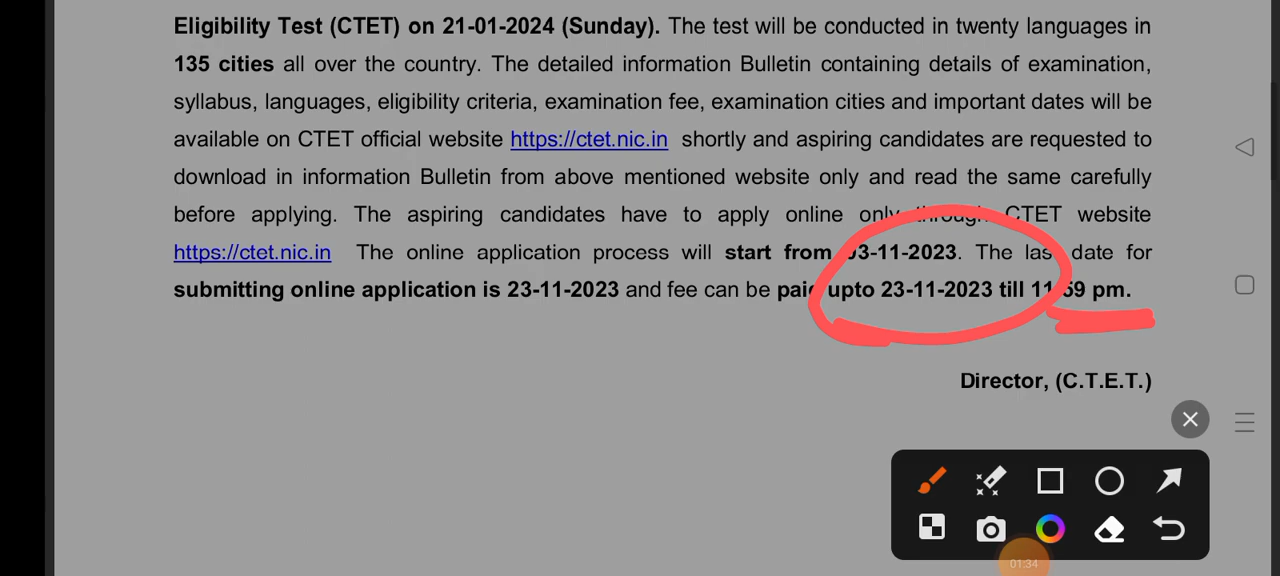 Eligibility Test (CTET) on 21-01-2024 (Sunday). The test will be conducted in twenty languages in
135 cities all over the country. The detailed information Bulletin containing details of examination,
syllabus, languages, eligibility criteria, examination fee, examination cities and important dates will be
available on CTET official website https://ctet.nic.in shortly and aspiring candidates are requested to
download in information Bulletin from above mentioned website only and read the same carefully
before applying. The aspiring candidates have to apply online only through CTET website
https://ctet.nic.in The online application process will start from 03-11-2023. The last date for
submitting online application is 23-11-2023 and fee can be paid upto 23-11-2023 till 11:59 pm.
Director, (C.T.E.T.)
01:34